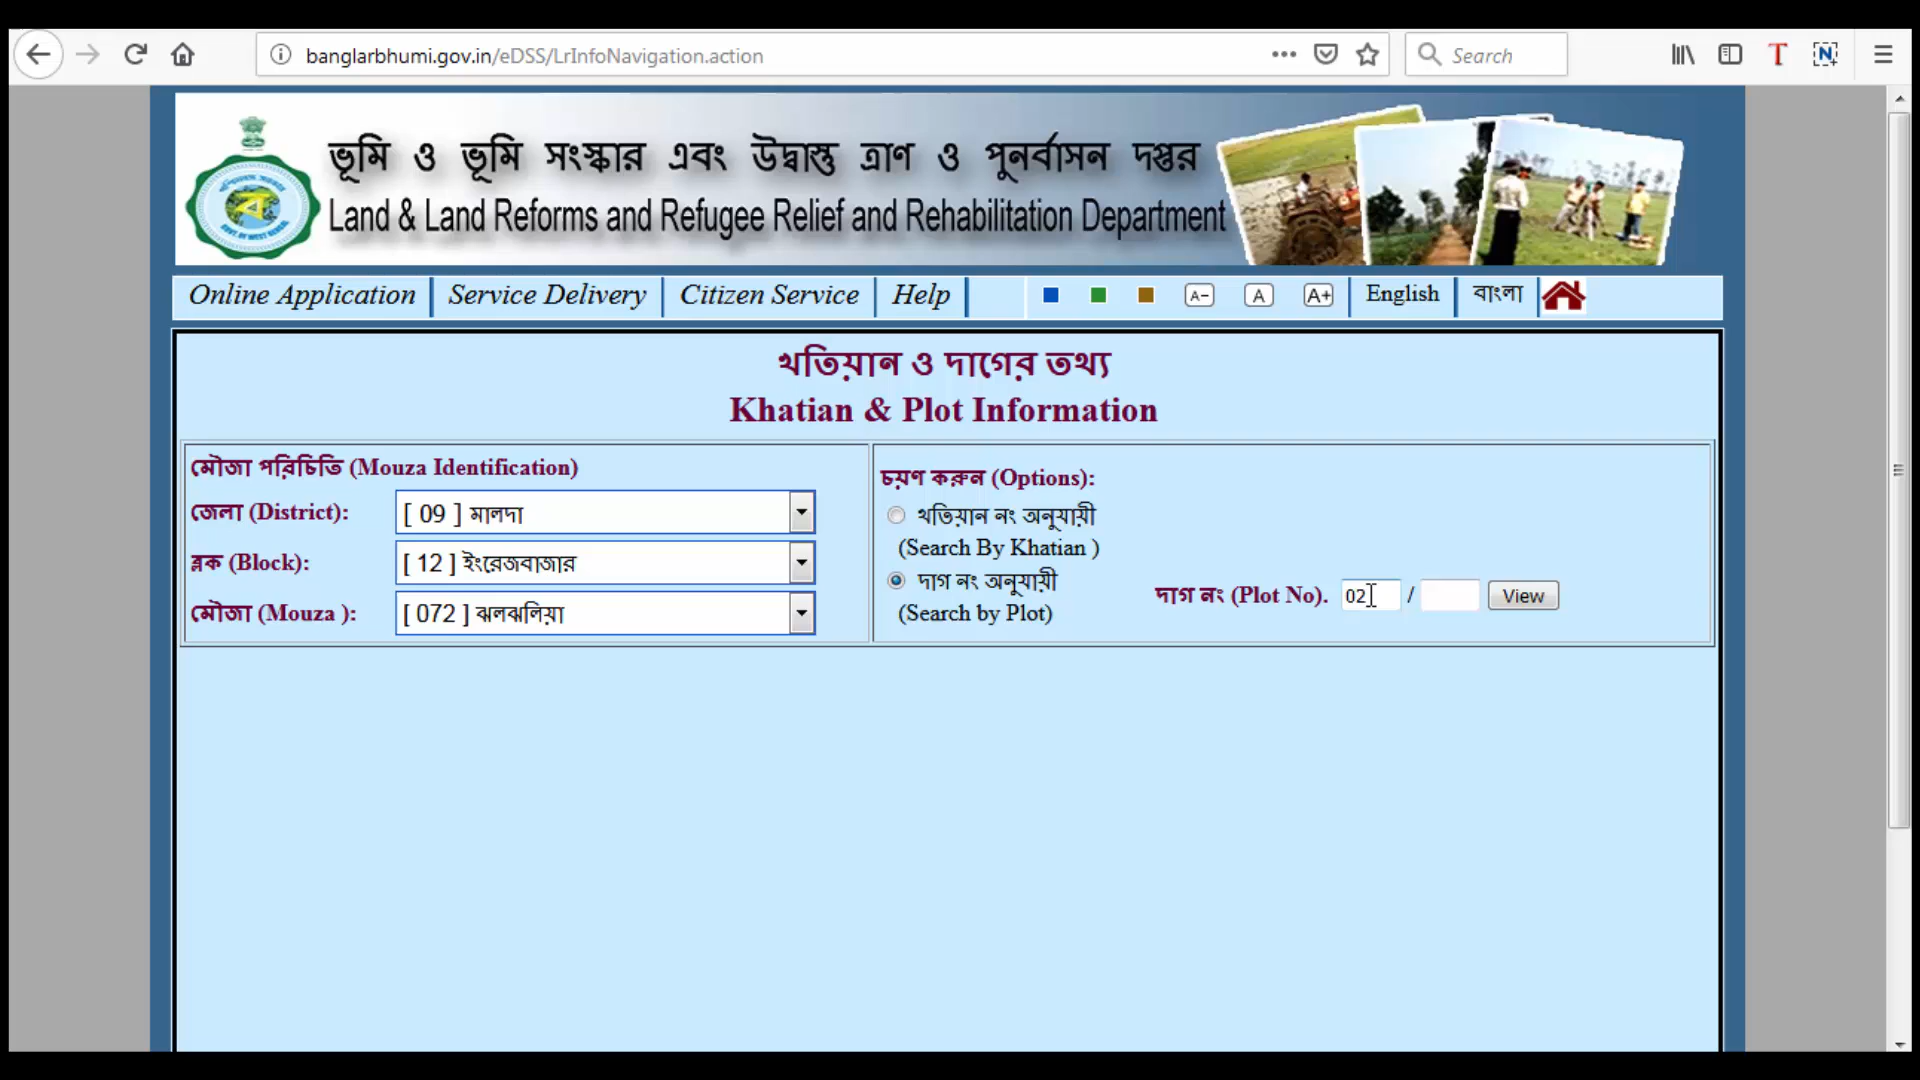 banglarbhumi.gov.in/eDSS/LrInfoNavigation.action
Search
T
N
ভূমি ও ভূমি সংস্কার এবং উদ্বাস্তু ত্রাণ ও পুনর্বাসন দপ্তর
Land & Land Reforms and Refugee Relief and Rehabilitation Department
Online Application
Service Delivery
Citizen Service
Help
A-
A
A+
English
বাংলা
খতিয়ান ও দাগের তথ্য
Khatian & Plot Information
মৌজা পরিচিতি (Mouza Identification)
জেলা (District):
[ 09 ] মালদা
ব্লক (Block):
[ 12 ] ইংরেজবাজার
মৌজা (Mouza ):
[ 072 ] ঝলঝলিয়া
চয়ণ করুন (Options):
খতিয়ান নং অনুযায়ী
(Search By Khatian )
দাগ নং অনুযায়ী
(Search by Plot)
দাগ নং (Plot No). 02 / View